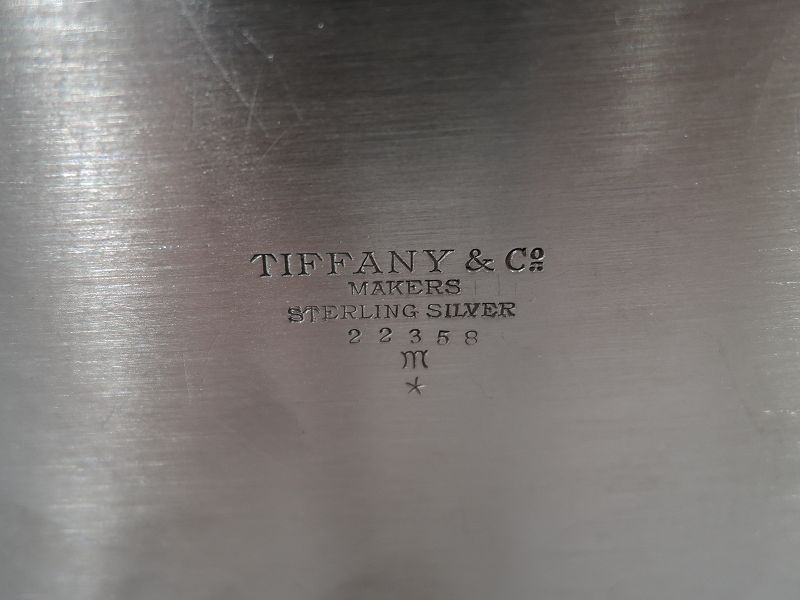 TIFFANY & Co
MAKERS
STERLING SILVER
22358
m
*